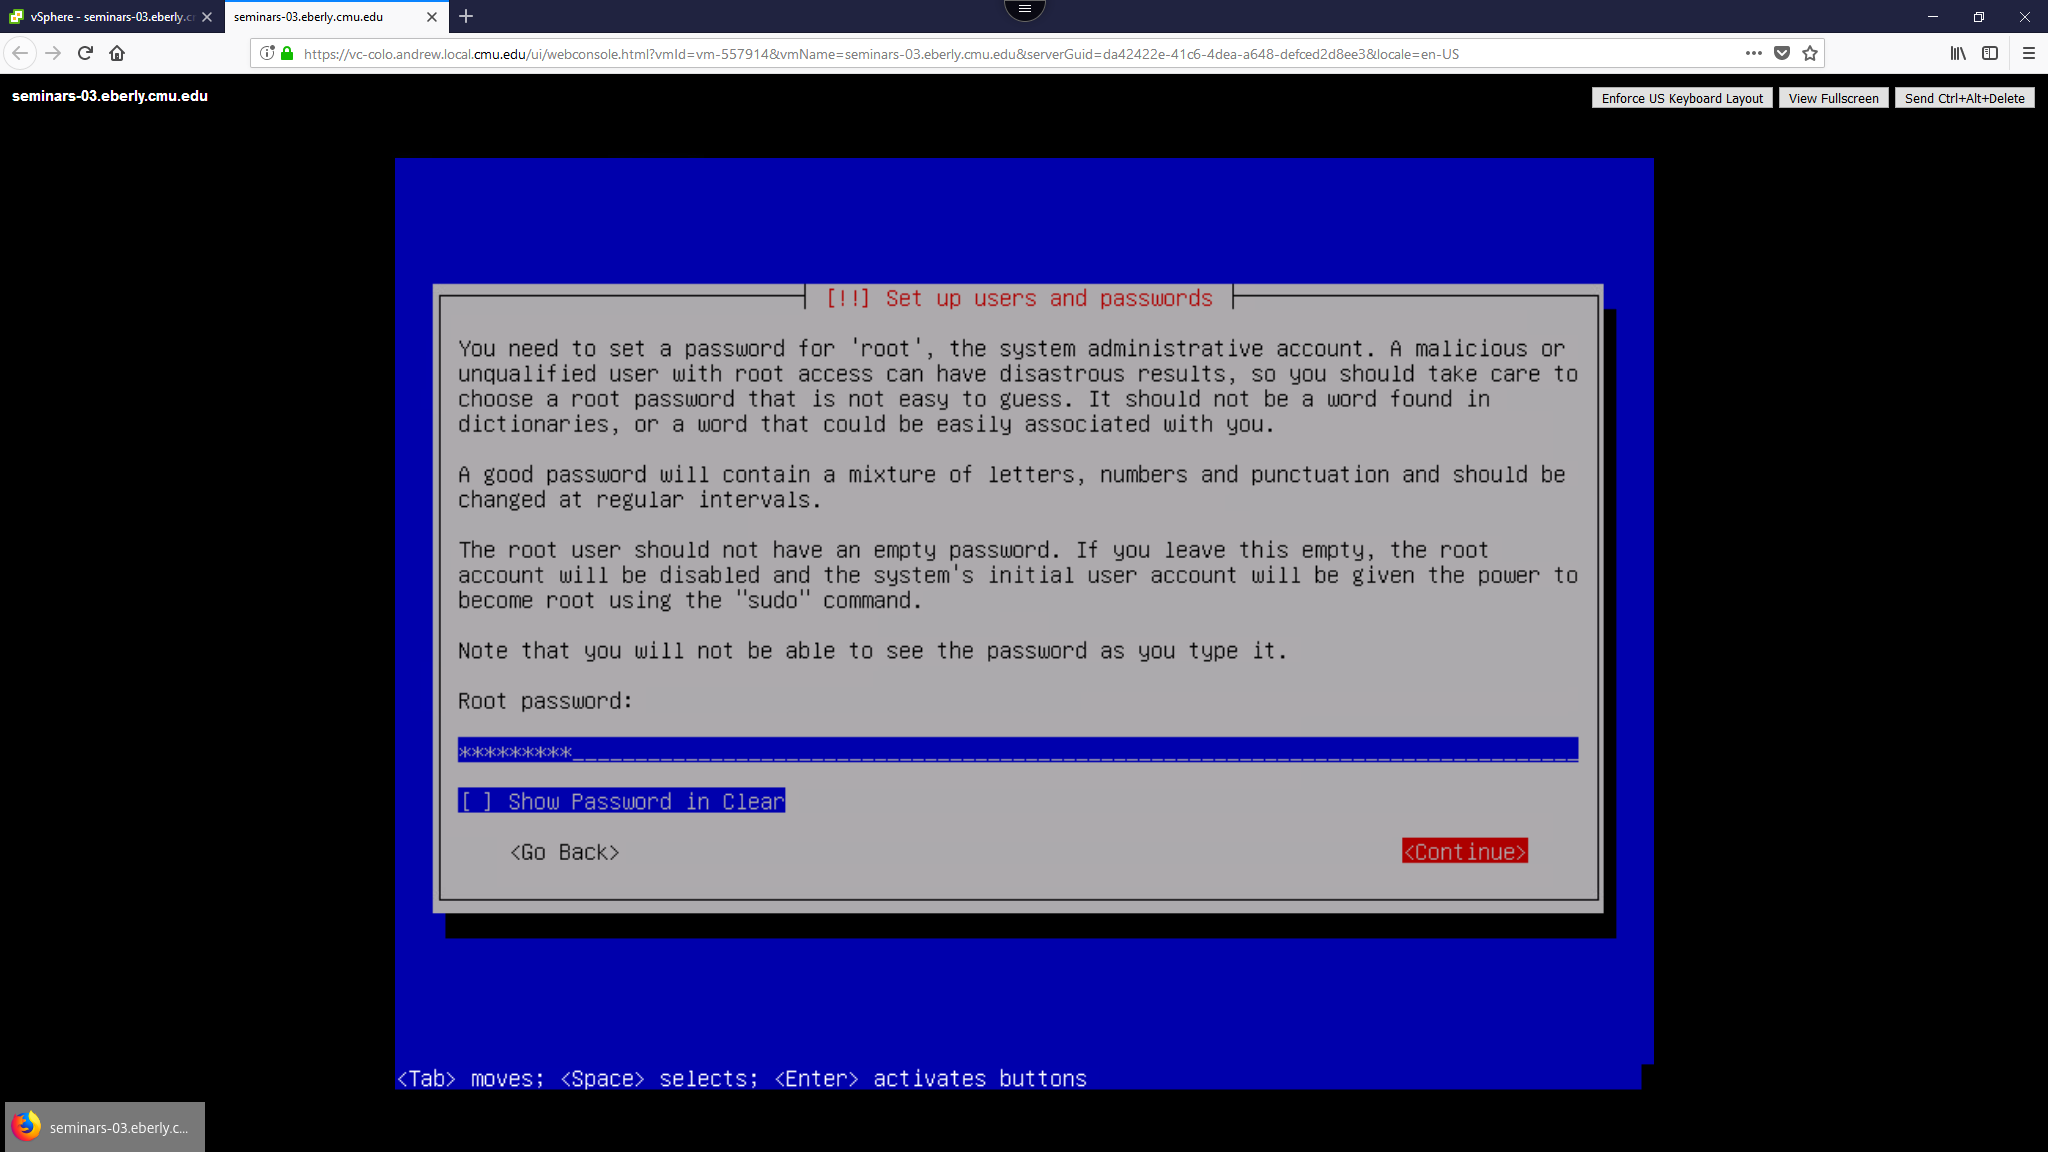 vSphere - seminars-03.eberly.c
seminars-03.eberly.cmu.edu
https://vc-colo.andrew.local.cmu.edu/ui/webconsole.html?vmId=vm-557914&vmName=seminars-03.eberly.cmu.edu&serverGuid=da42422e-41c6-4dea-a648-defced2d8ee3&locale=en-US
seminars-03.eberly.cmu.edu
Enforce US Keyboard Layout
View Fullscreen
Send Ctrl+Alt+Delete
[!!] Set up users and passwords
You need to set a password for 'root', the system administrative account. A malicious or
unqualified user with root access can have disastrous results, so you should take care to
choose a root password that is not easy to guess. It should not be a word found in
dictionaries, or a word that could be easily associated with you.
A good password will contain a mixture of letters, numbers and punctuation and should be
changed at regular intervals.
The root user should not have an empty password. If you leave this empty, the root
account will be disabled and the system's initial user account will be given the power to
become root using the "sudo" command.
Note that you will not be able to see the password as you type it.
Root password:
*********
[ ] Show Password in Clear
<Go Back>
<Continue>
<Tab> moves; <Space> selects; <Enter> activates buttons
seminars-03.eberly.c...